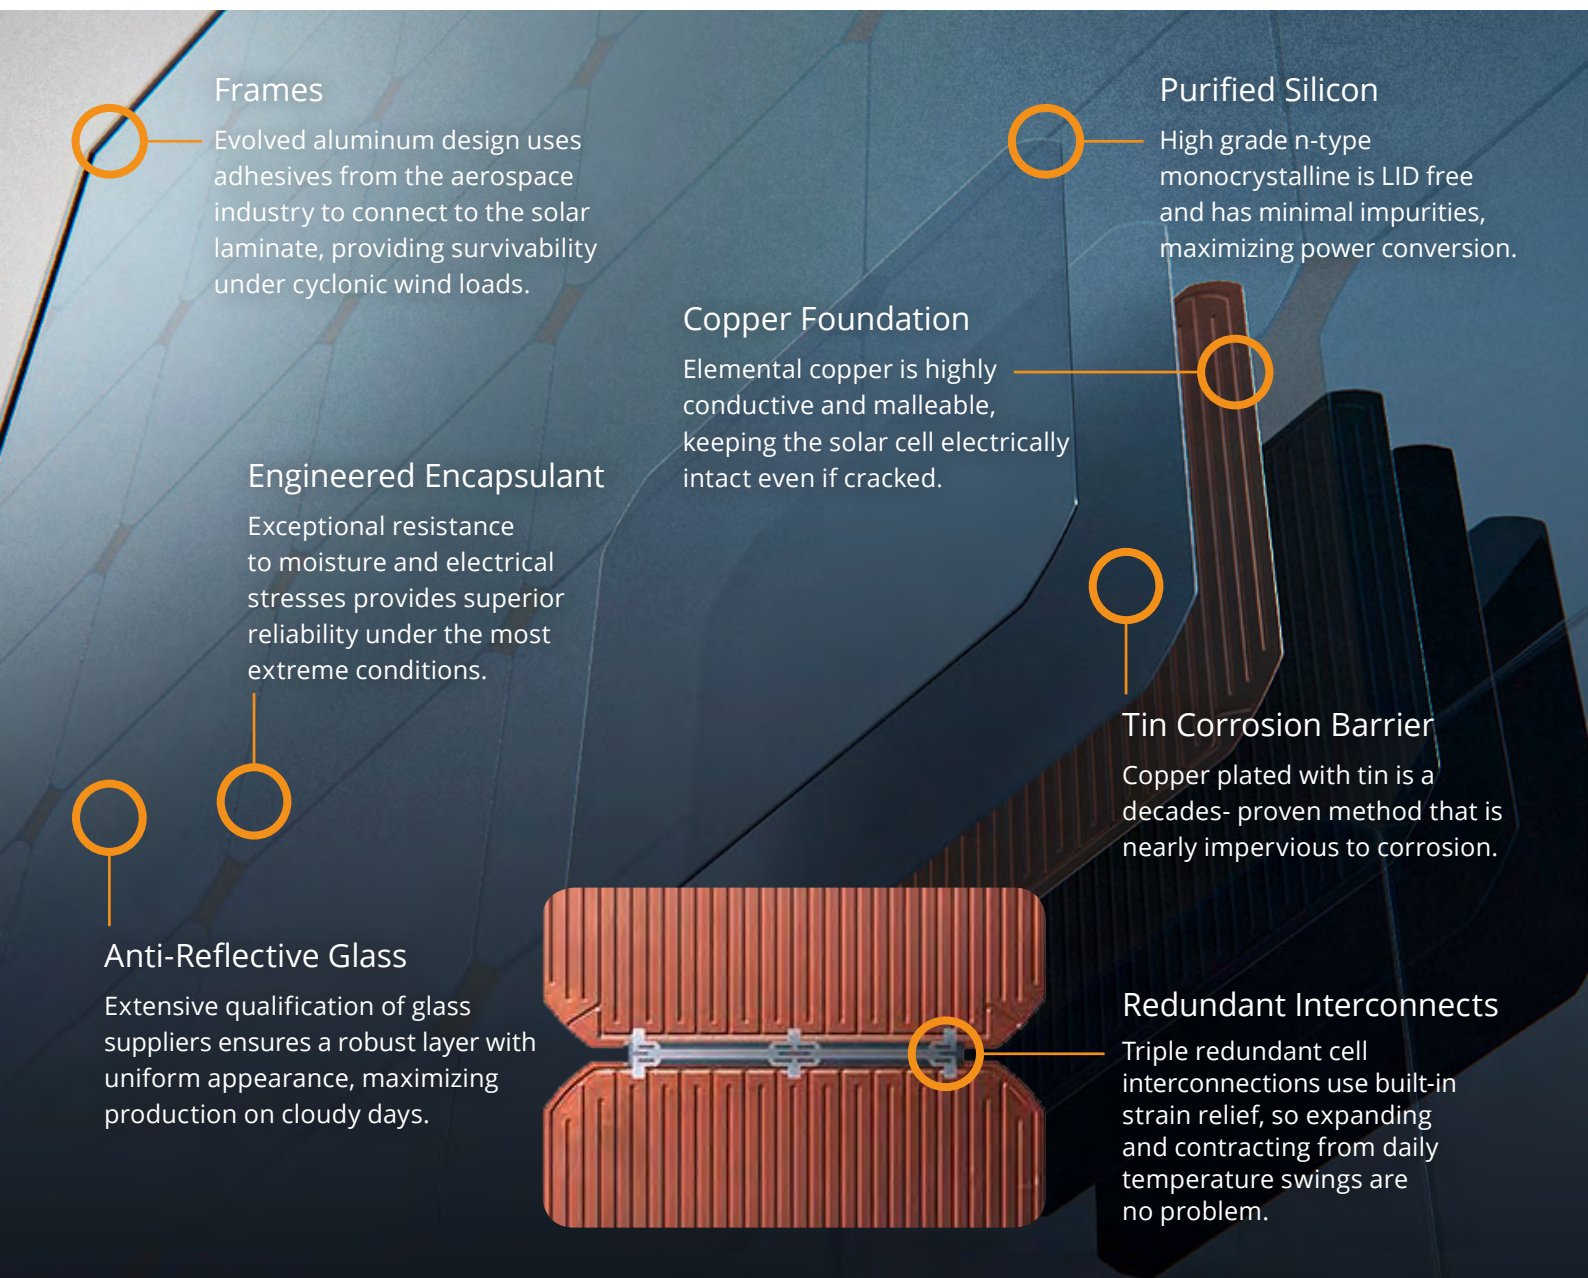 Frames
Evolved aluminum design uses
adhesives from the aerospace
industry to connect to the solar
laminate, providing survivability
under cyclonic wind loads.
Purified Silicon
High grade n-type
monocrystalline is LID free
and has minimal impurities,
maximizing power conversion.
Copper Foundation
Elemental copper is highly
conductive and malleable,
keeping the solar cell electrically
intact even if cracked.
Engineered Encapsulant
Exceptional resistance
to moisture and electrical
stresses provides superior
reliability under the most
extreme conditions.
Tin Corrosion Barrier
Copper plated with tin is a
decades- proven method that is
nearly impervious to corrosion.
Anti-Reflective Glass
Extensive qualification of glass
suppliers ensures a robust layer with
uniform appearance, maximizing
production on cloudy days.
Redundant Interconnects
Triple redundant cell
interconnections use built-in
strain relief, so expanding
and contracting from daily
temperature swings are
no problem.